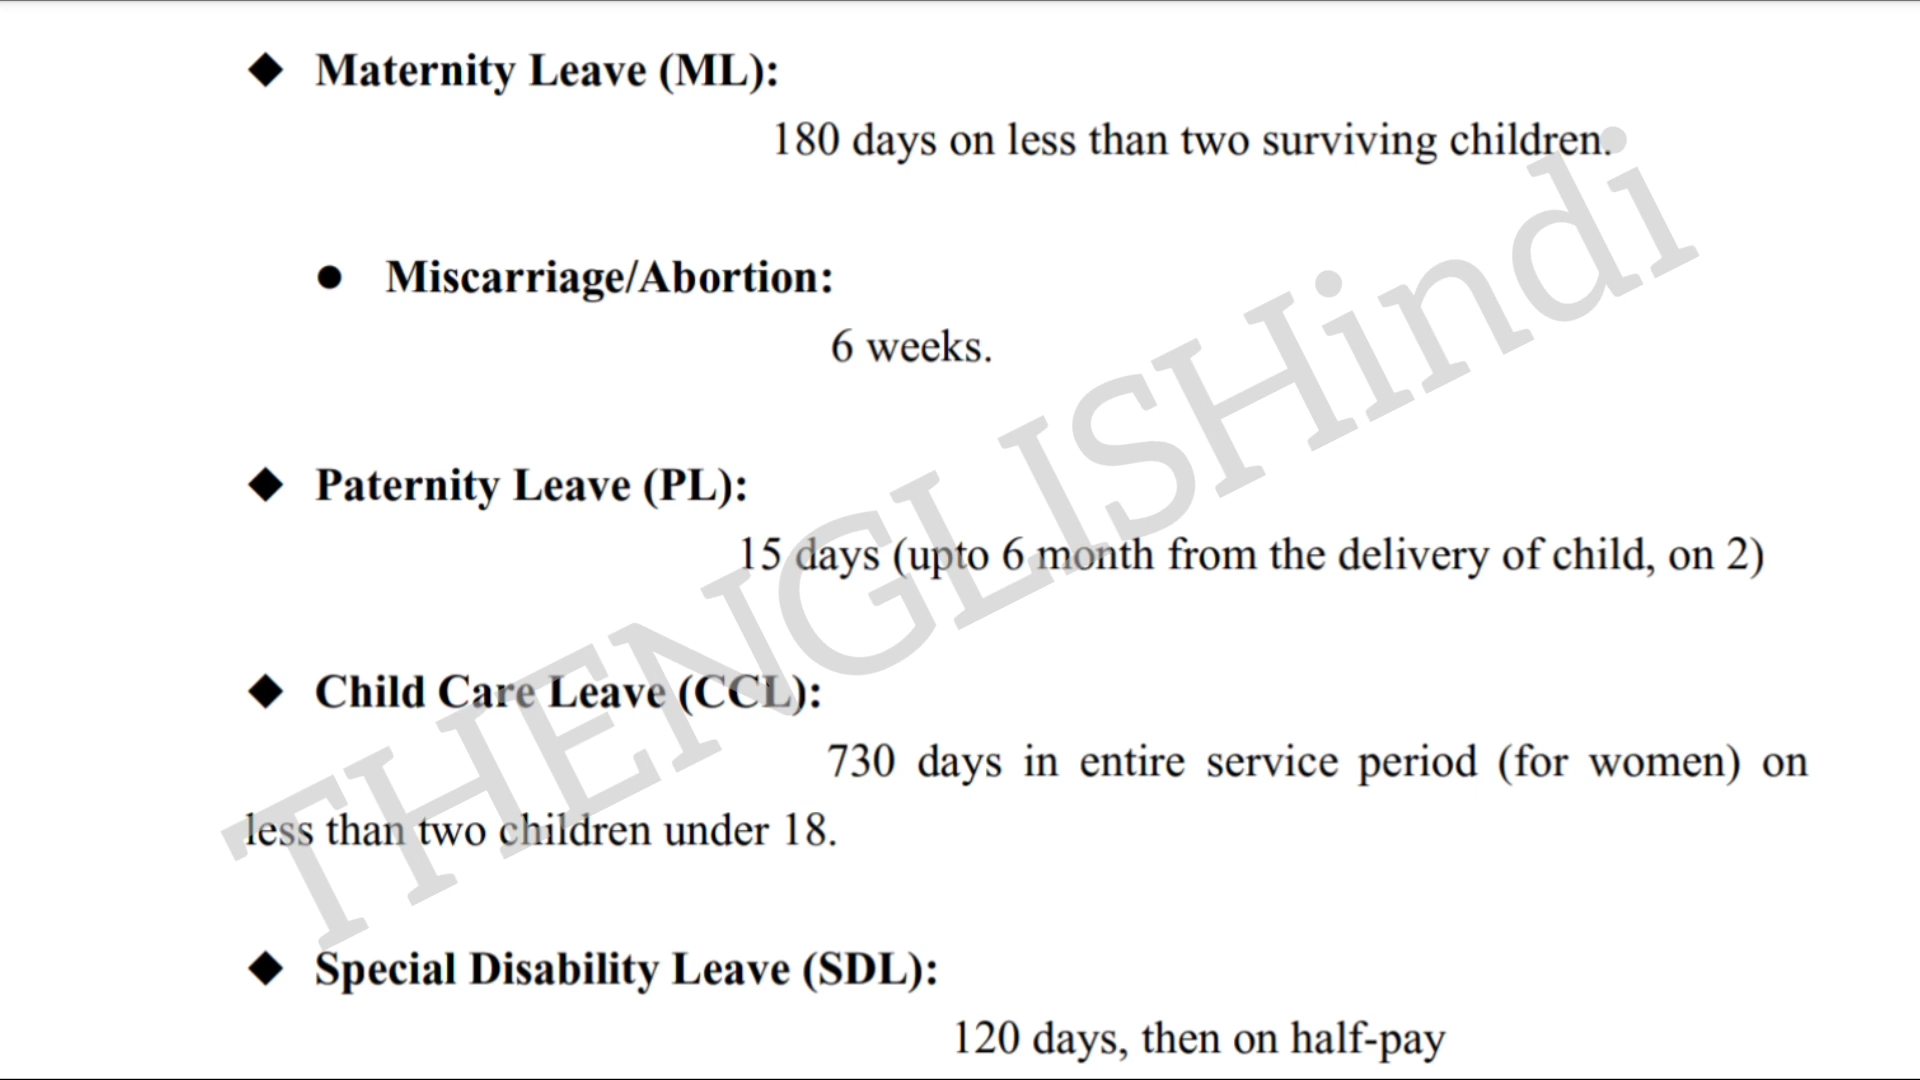 ◆ Maternity Leave (ML):
180 days on less than two surviving children.
● Miscarriage/Abortion:
6 weeks.
◆ Paternity Leave (PL):
15 days (upto 6 month from the delivery of child, on 2)
◆ Child Care Leave (CCL):
730 days in entire service period (for women) on
less than two children under 18.
◆ Special Disability Leave (SDL):
120 days, then on half-pay
THENGLISHindi